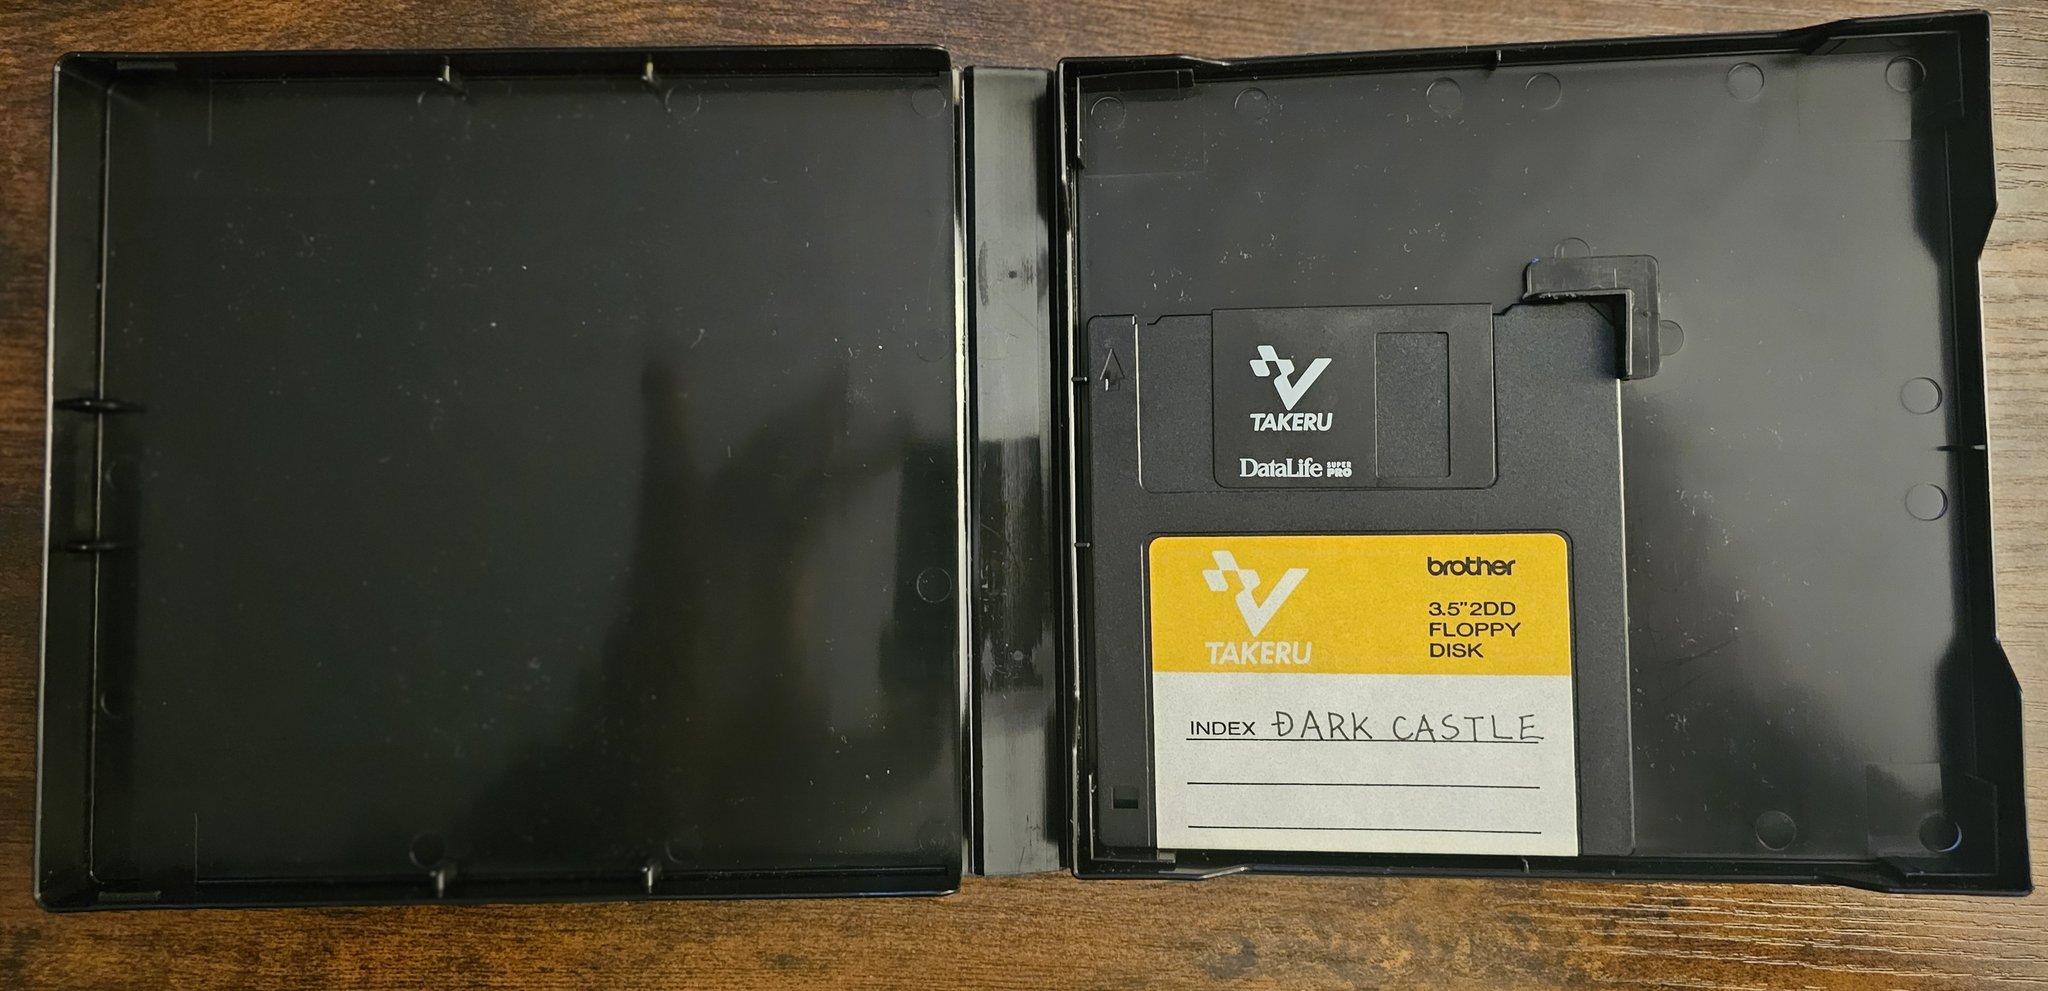 TAKERU
DataLife SUPER PRO
TAKERU
brother
3.5"2DD
FLOPPY
DISK
INDEX DARK CASTLE